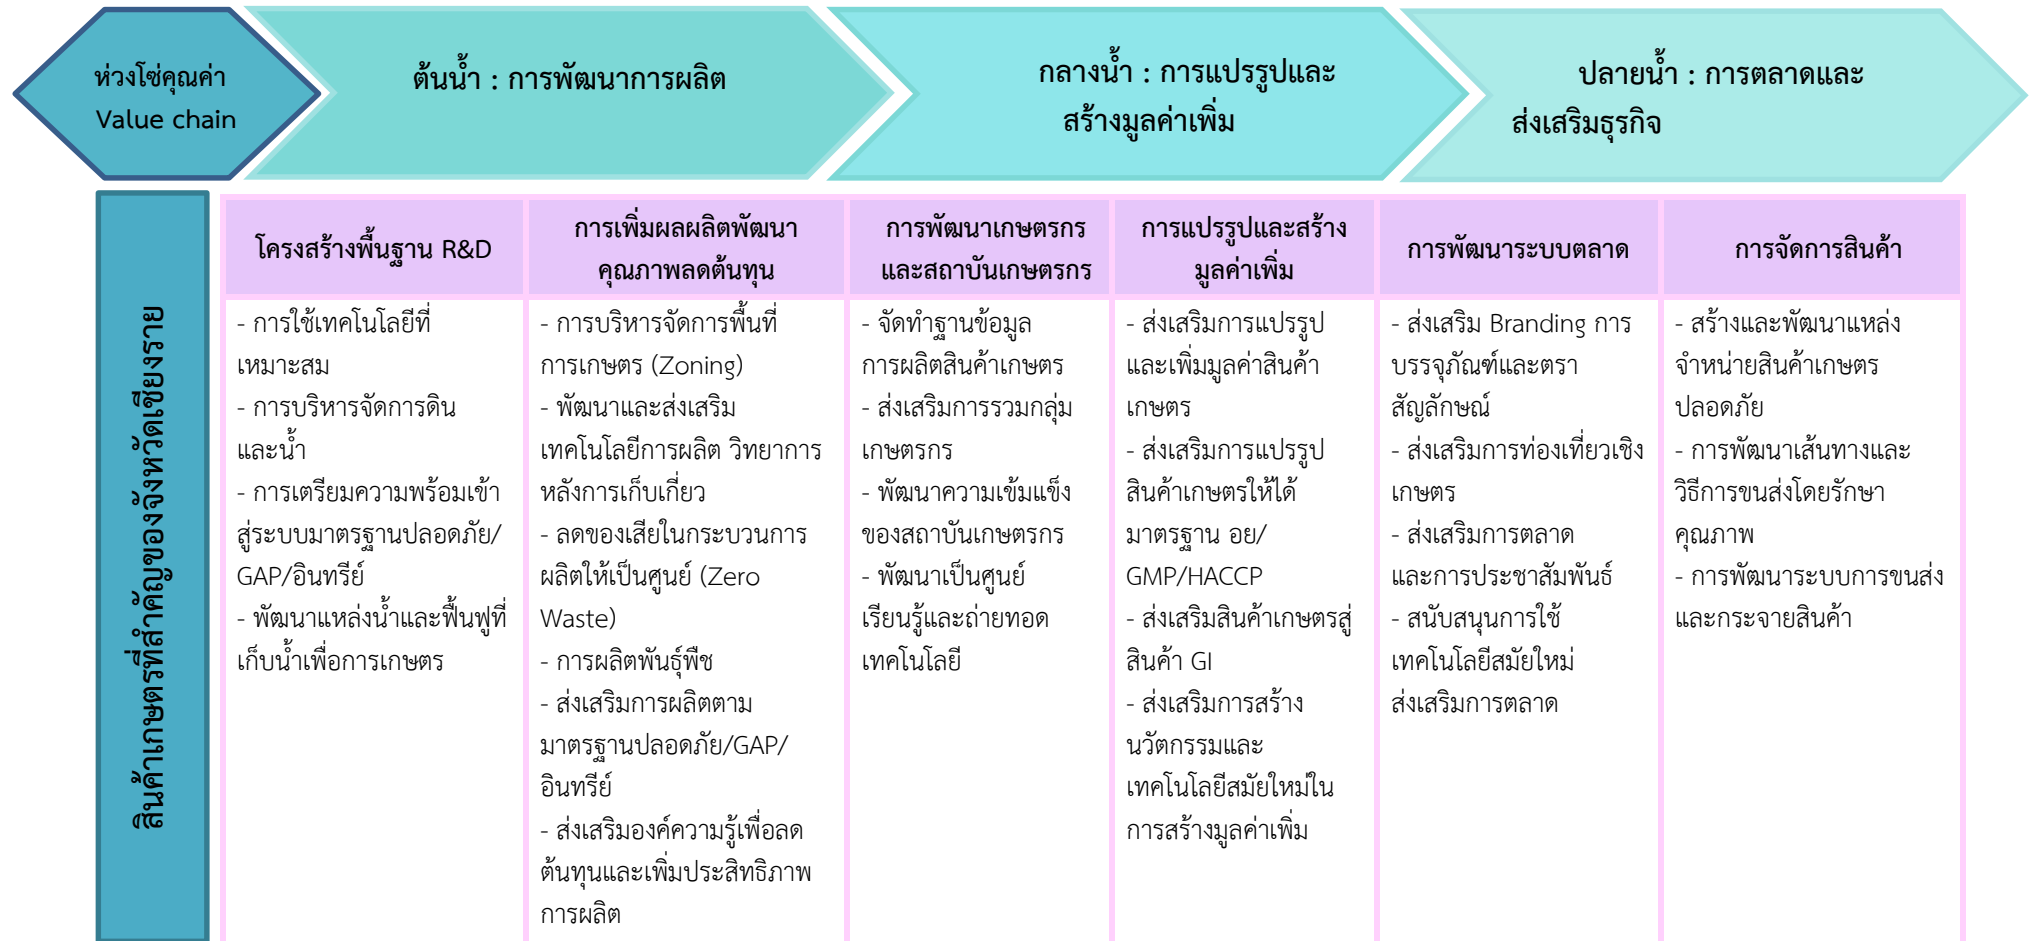 ห่วงโซ่คุณค่า
Value chain
ต้นน้ำ : การพัฒนาการผลิต
กลางน้ำ : การแปรรูปและ
สร้างมูลค่าเพิ่ม
ปลายน้ำ : การตลาดและ
ส่งเสริมธุรกิจ
สินค้าเกษตรที่สำคัญของจังหวัดเชียงราย
โครงสร้างพื้นฐาน R&D
- การใช้เทคโนโลยีที่
เหมาะสม
- การบริหารจัดการดิน
และน้ำ
- การเตรียมความพร้อมเข้า
สู่ระบบมาตรฐานปลอดภัย/
GAP/อินทรีย์
- พัฒนาแหล่งน้ำและฟื้นฟูที่
เก็บน้ำเพื่อการเกษตร
การเพิ่มผลผลิตพัฒนา
คุณภาพลดต้นทุน
- การบริหารจัดการพื้นที่
การเกษตร (Zoning)
- พัฒนาและส่งเสริม
เทคโนโลยีการผลิต วิทยาการ
หลังการเก็บเกี่ยว
- ลดของเสียในกระบวนการ
ผลิตให้เป็นศูนย์ (Zero
Waste)
- การผลิตพันธุ์พืช
- ส่งเสริมการผลิตตาม
มาตรฐานปลอดภัย/GAP/
อินทรีย์
- ส่งเสริมองค์ความรู้เพื่อลด
ต้นทุนและเพิ่มประสิทธิภาพ
การผลิต
การพัฒนาเกษตรกร
และสถาบันเกษตรกร
- จัดทำฐานข้อมูล
การผลิตสินค้าเกษตร
- ส่งเสริมการรวมกลุ่ม
เกษตรกร
- พัฒนาความเข้มแข็ง
ของสถาบันเกษตรกร
- พัฒนาเป็นศูนย์
เรียนรู้และถ่ายทอด
เทคโนโลยี
การแปรรูปและสร้าง
มูลค่าเพิ่ม
- ส่งเสริมการแปรรูป
และเพิ่มมูลค่าสินค้า
เกษตร
- ส่งเสริมการแปรรูป
สินค้าเกษตรให้ได้
มาตรฐาน อย/
GMP/HACCP
- ส่งเสริมสินค้าเกษตรสู่
สินค้า GI
- ส่งเสริมการสร้าง
นวัตกรรมและ
เทคโนโลยีสมัยใหม่ใน
การสร้างมูลค่าเพิ่ม
การพัฒนาระบบตลาด
- ส่งเสริม Branding การ
บรรจุภัณฑ์และตรา
สัญลักษณ์
- ส่งเสริมการท่องเที่ยวเชิง
เกษตร
- ส่งเสริมการตลาด
และการประชาสัมพันธ์
- สนับสนุนการใช้
เทคโนโลยีสมัยใหม่
ส่งเสริมการตลาด
การจัดการสินค้า
- สร้างและพัฒนาแหล่ง
จำหน่ายสินค้าเกษตร
ปลอดภัย
- การพัฒนาเส้นทางและ
วิธีการขนส่งโดยรักษา
คุณภาพ
- การพัฒนาระบบการขนส่ง
และกระจายสินค้า